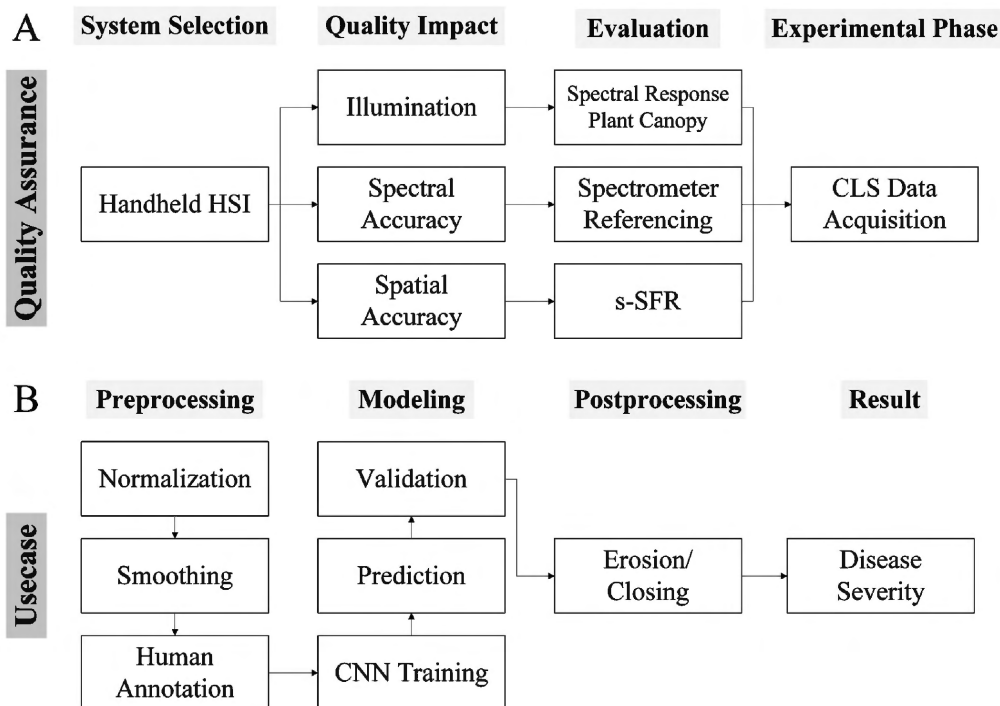 A
System Selection
Quality Impact
Evaluation
Experimental Phase
Quality Assurance
Handheld HSI
Illumination
Spectral
Accuracy
Spatial
Accuracy
Spectral Response
Plant Canopy
Spectrometer
Referencing
s-SFR
CLS Data
Acquisition
B
Preprocessing
Modeling
Postprocessing
Result
Usecase
Normalization
Smoothing
Human
Annotation
Validation
Prediction
CNN Training
Erosion/
Closing
Disease
Severity